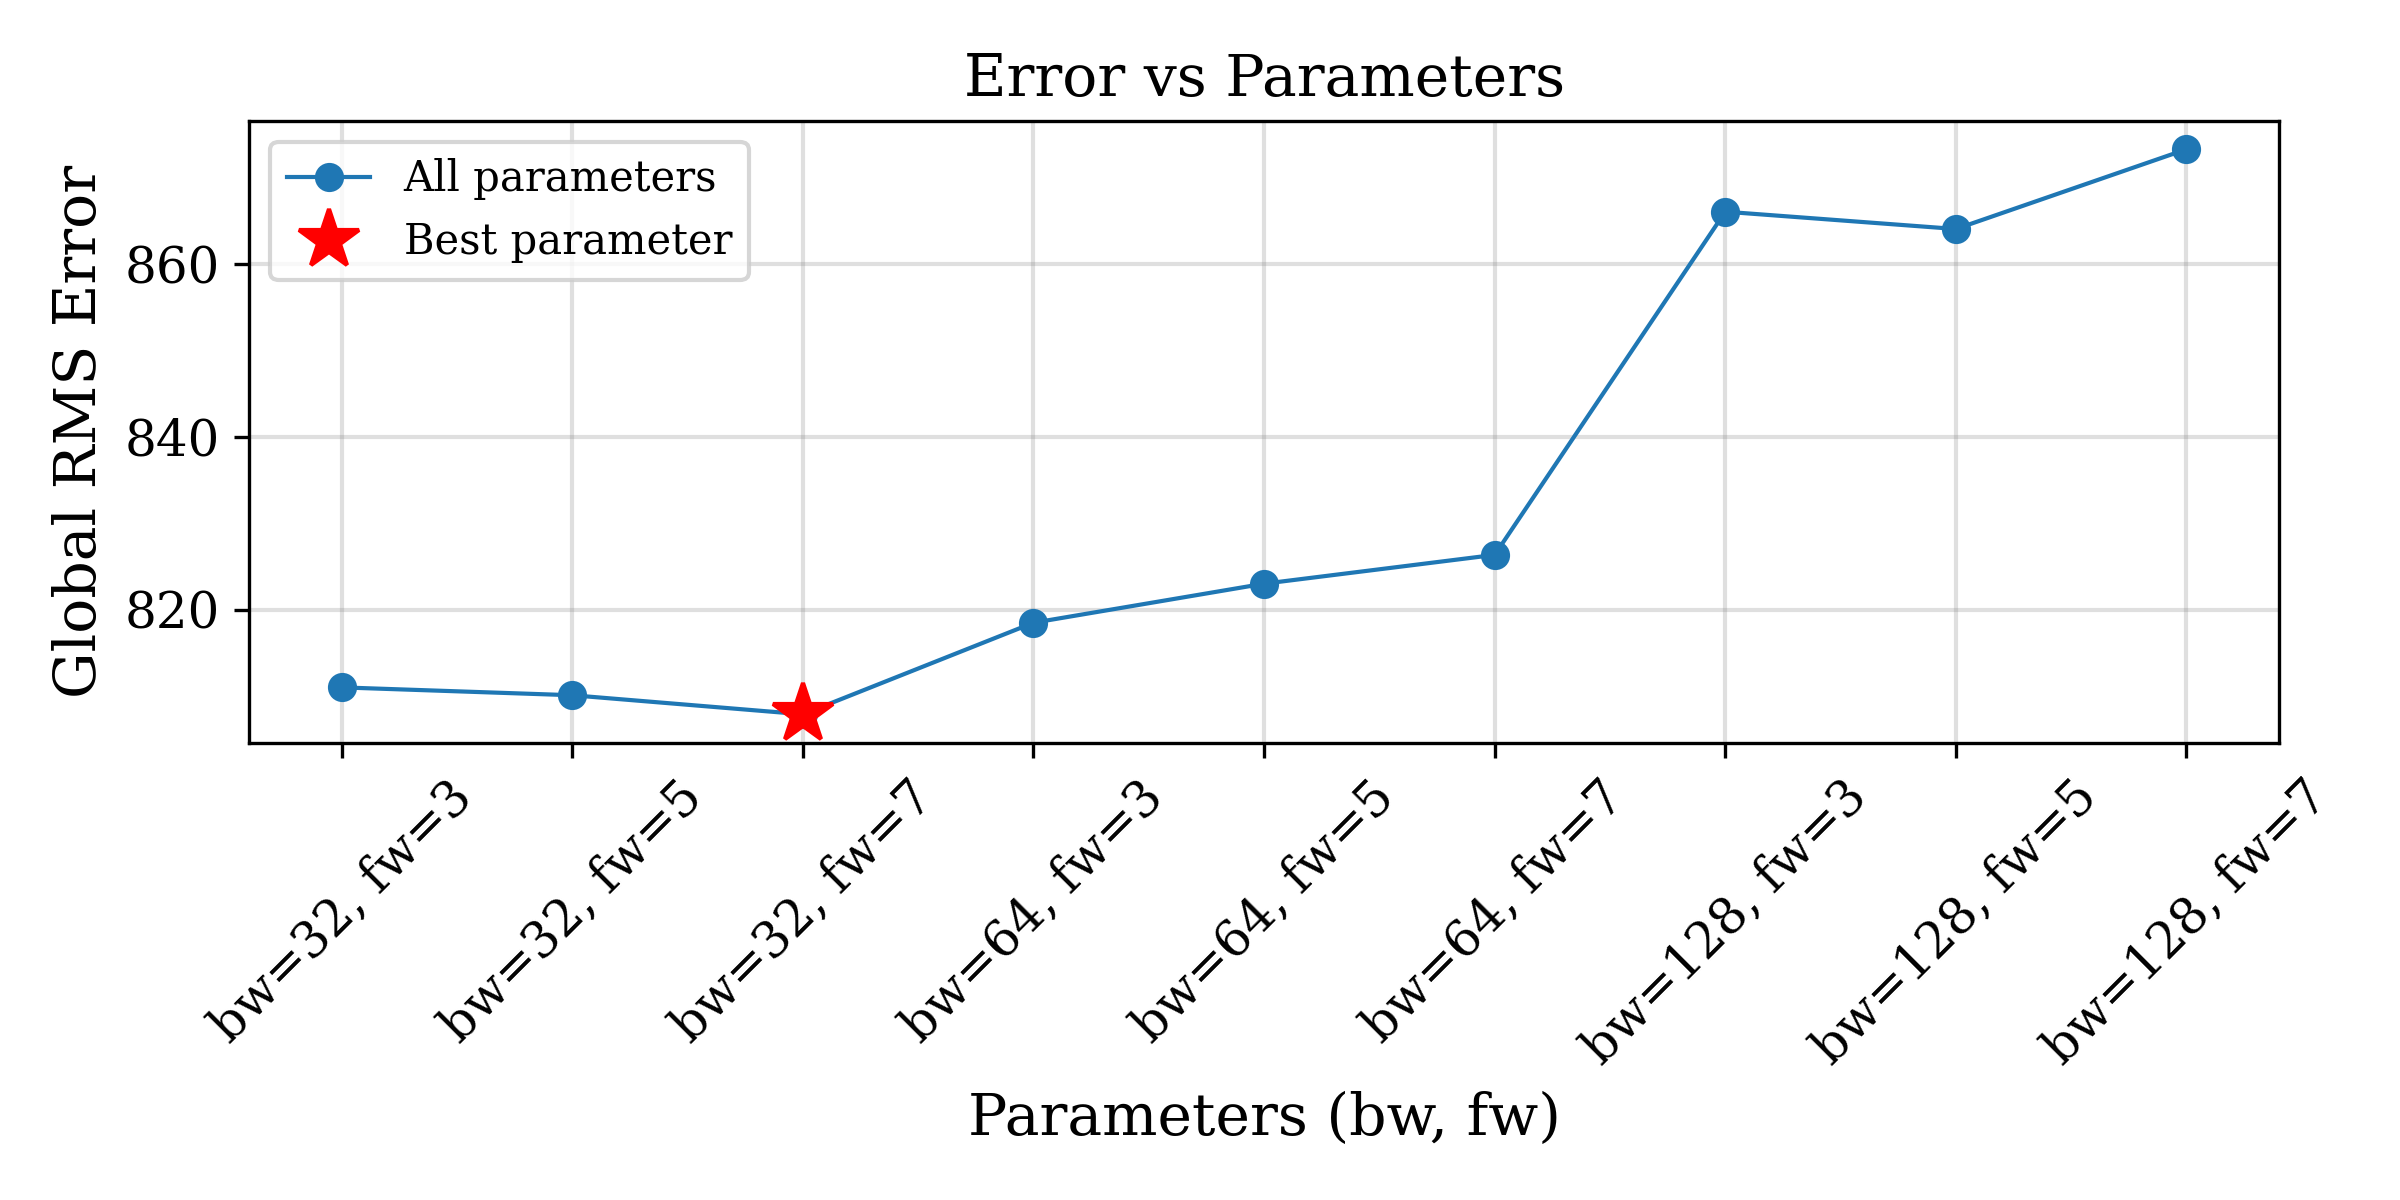 Error vs Parameters
All parameters
Best parameter
Global RMS Error
860
840
820
bw=32, fw=3
bw=32, fw=5
bw=32, fw=7
bw=64, fw=3
bw=64, fw=5
bw=64, fw=7
bw=128, fw=3
bw=128, fw=5
bw=128, fw=7
Parameters (bw, fw)